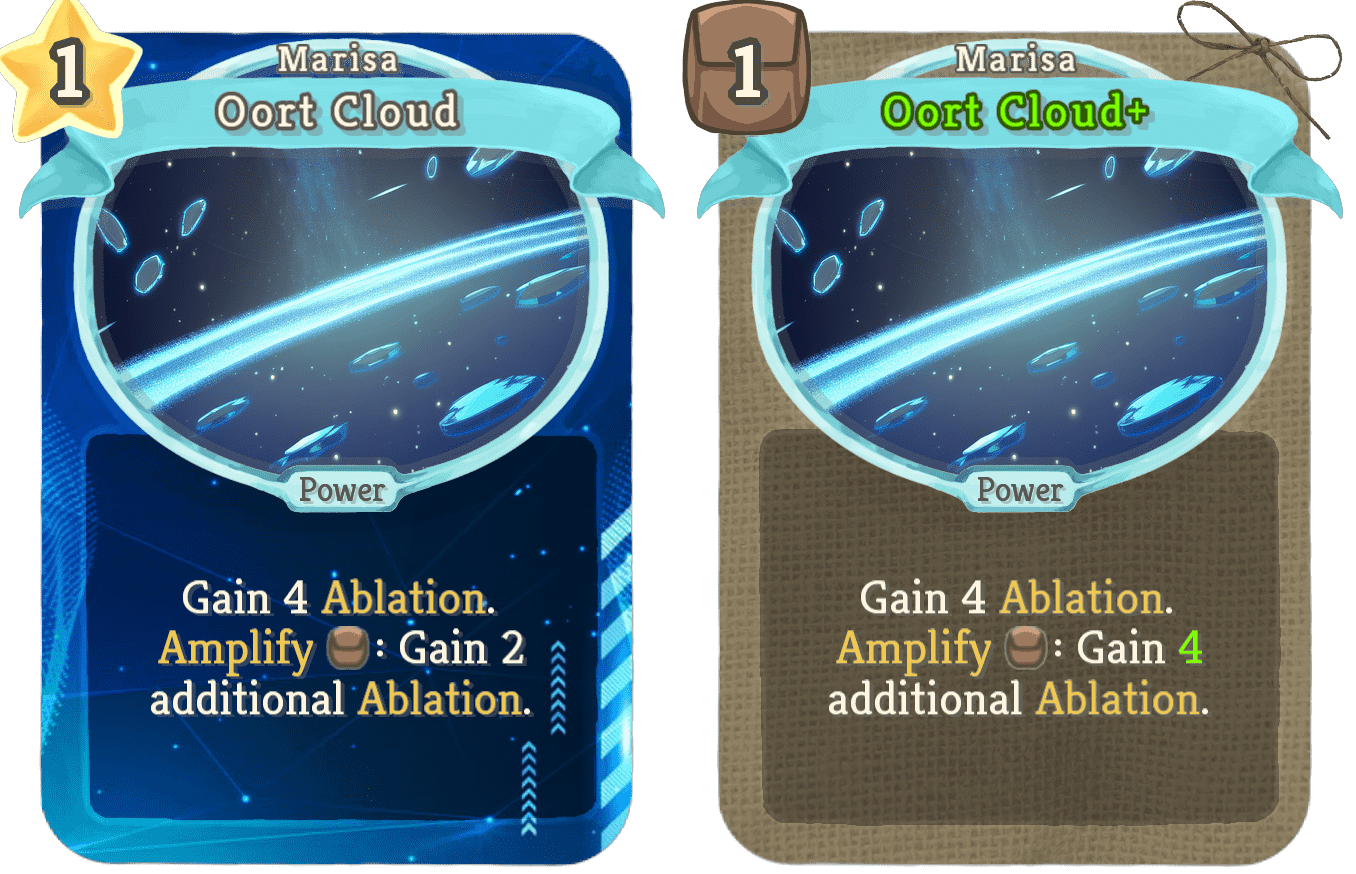 1
Marisa
Oort Cloud
Power
Gain 4 Ablation.
Amplify : Gain 2
additional Ablation.
1
Marisa
Oort Cloud+
Power
Gain 4 Ablation.
Amplify : Gain 4
additional Ablation.